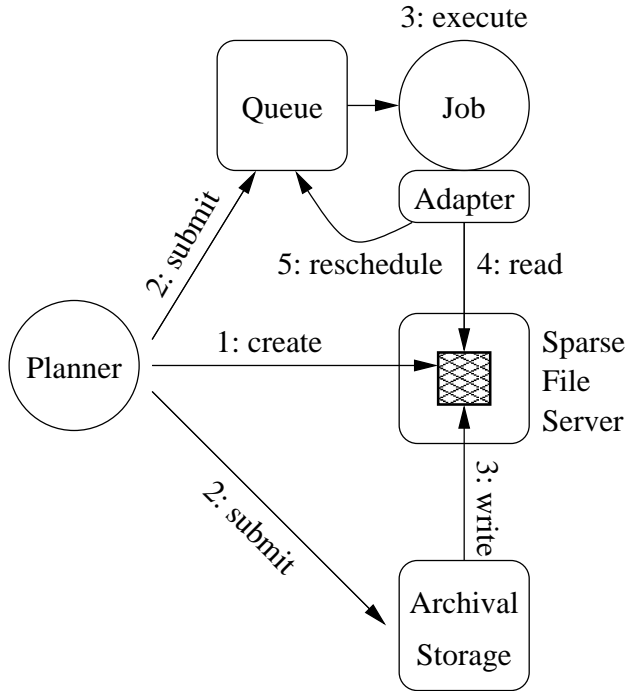 3: execute
Queue
Job
Adapter
2: submit
5: reschedule
4: read
1: create
Planner
Sparse
File
Server
2: submit
3: write
Archival
Storage